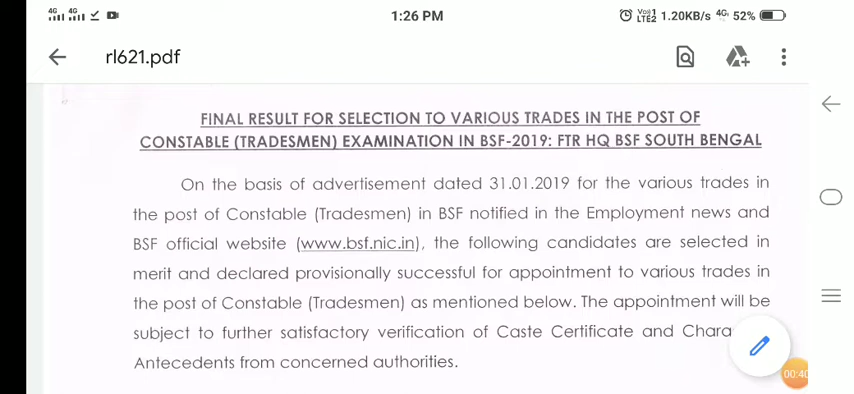 1:26 PM
1.20KB/s 4G 52%
rl621.pdf
FINAL RESULT FOR SELECTION TO VARIOUS TRADES IN THE POST OF
CONSTABLE (TRADESMEN) EXAMINATION IN BSF-2019: FTR HQ BSF SOUTH BENGAL
On the basis of advertisement dated 31.01.2019 for the various trades in
the post of Constable (Tradesmen) in BSF notified in the Employment news and
BSF official website (www.bsf.nic.in), the following candidates are selected in
merit and declared provisionally successful for appointment to various trades in
the post of Constable (Tradesmen) as mentioned below. The appointment will be
subject to further satisfactory verification of Caste Certificate and Chara
Antecedents from concerned authorities.
00:40